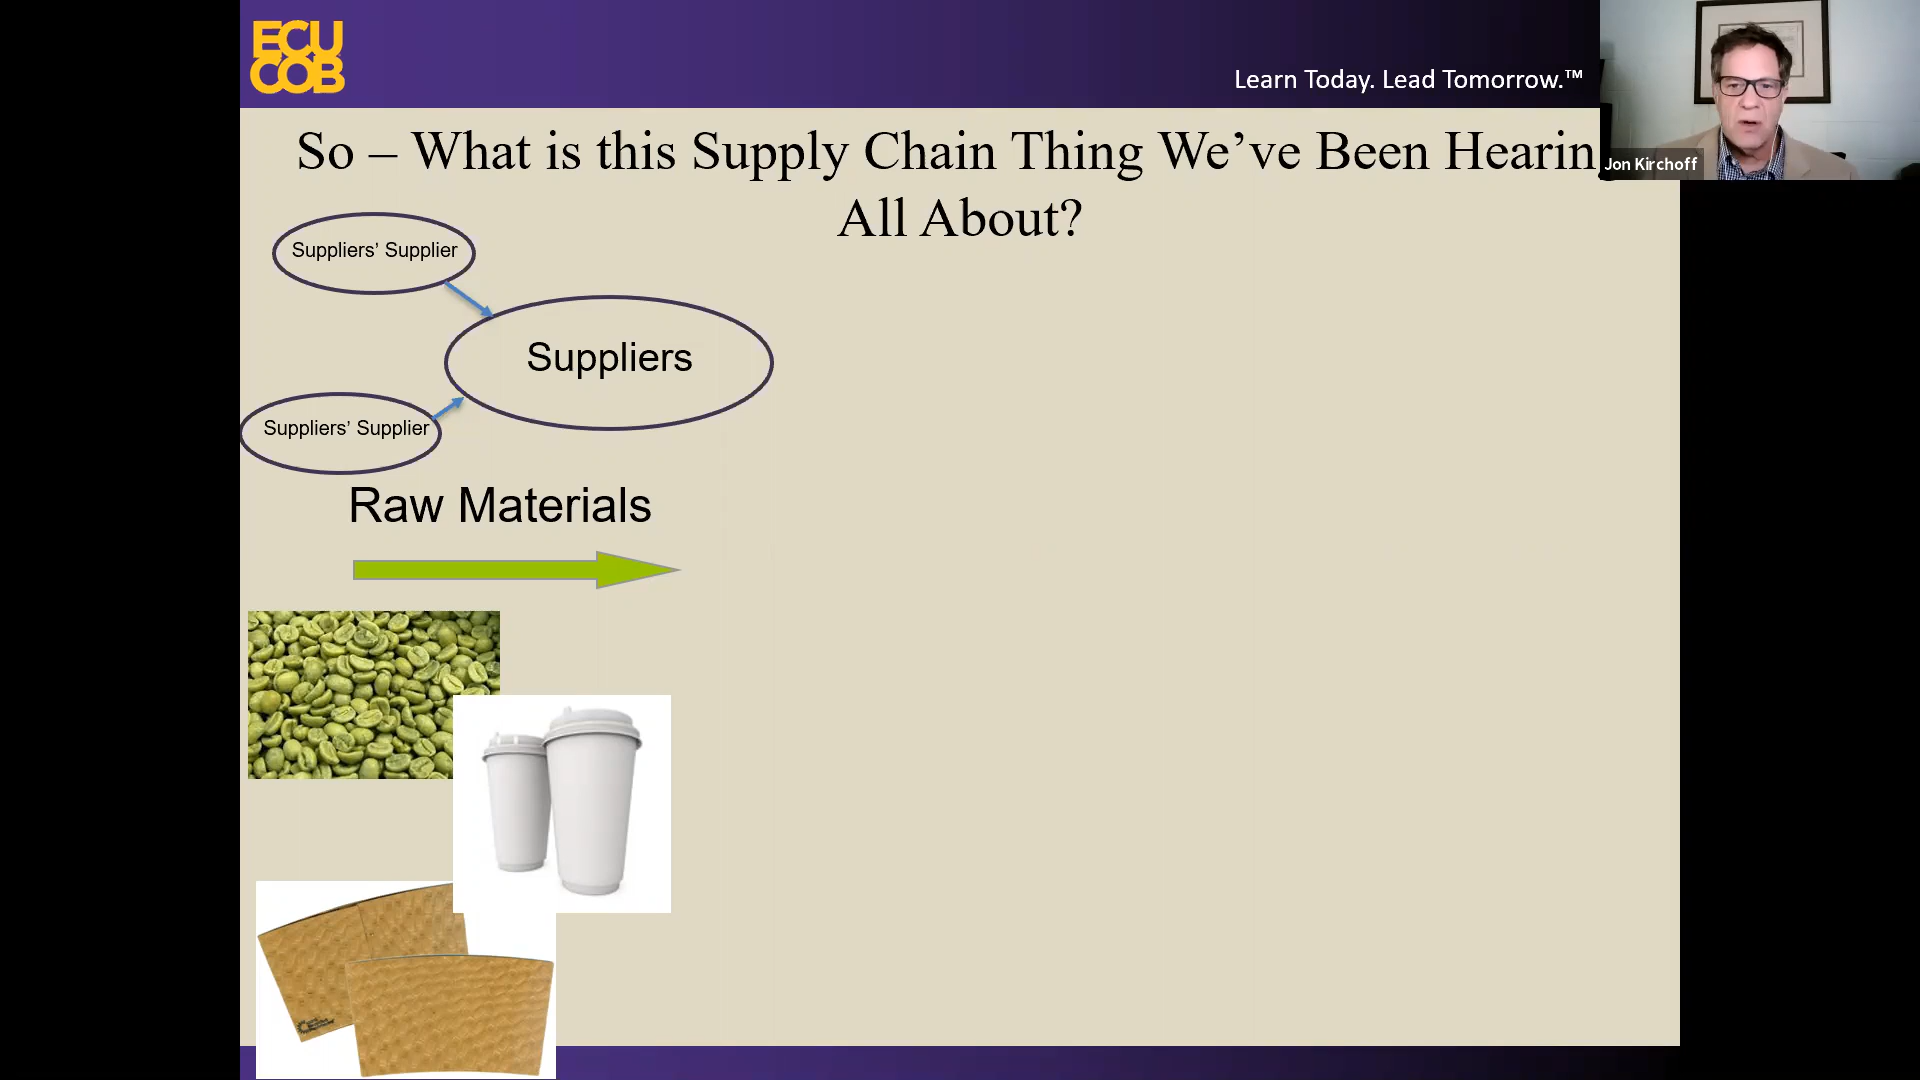 ECU
COB
Learn Today. Lead Tomorrow.™
So – What is this Supply Chain Thing We’ve Been Hearin
All About?
Jon Kirchoff
Suppliers’ Supplier
Suppliers
Suppliers’ Supplier
Raw Materials